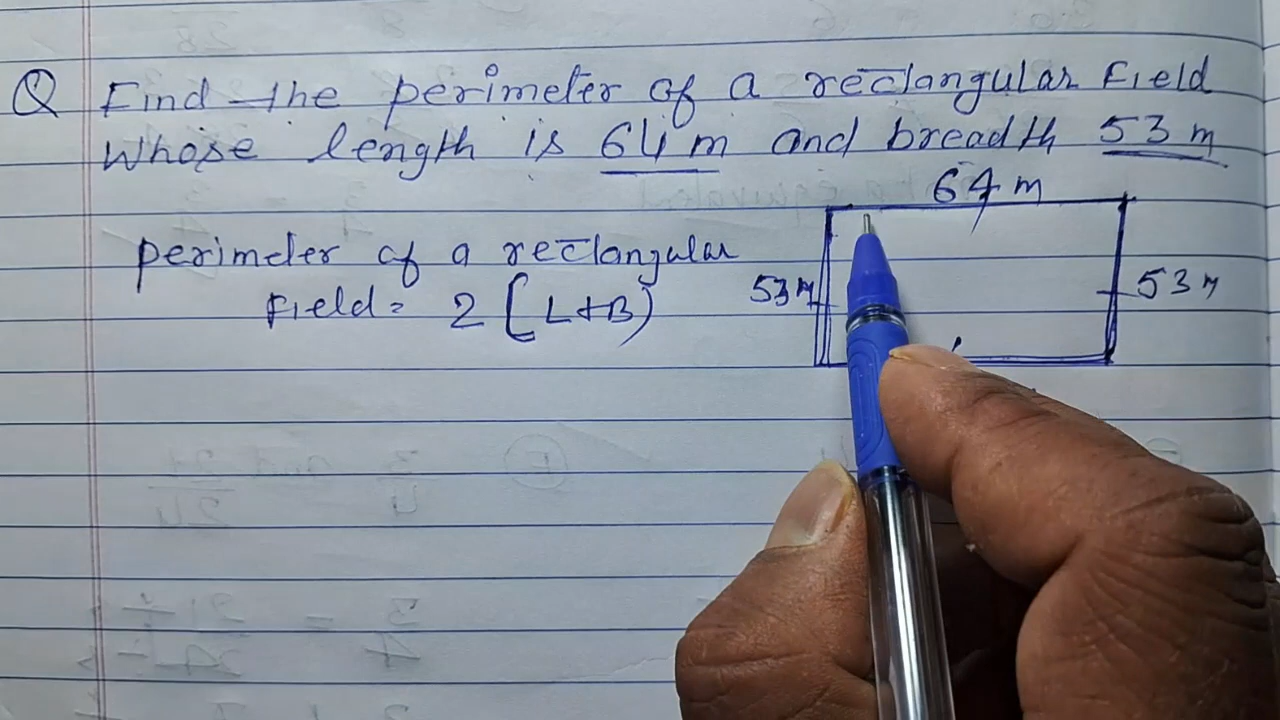 Q Find the perimeter of a rectangular Field
Whose length is 64 m and breadth 53 m
64 m
perimeter of a rectangular
Field = 2 [L+B)
53 m
53 m